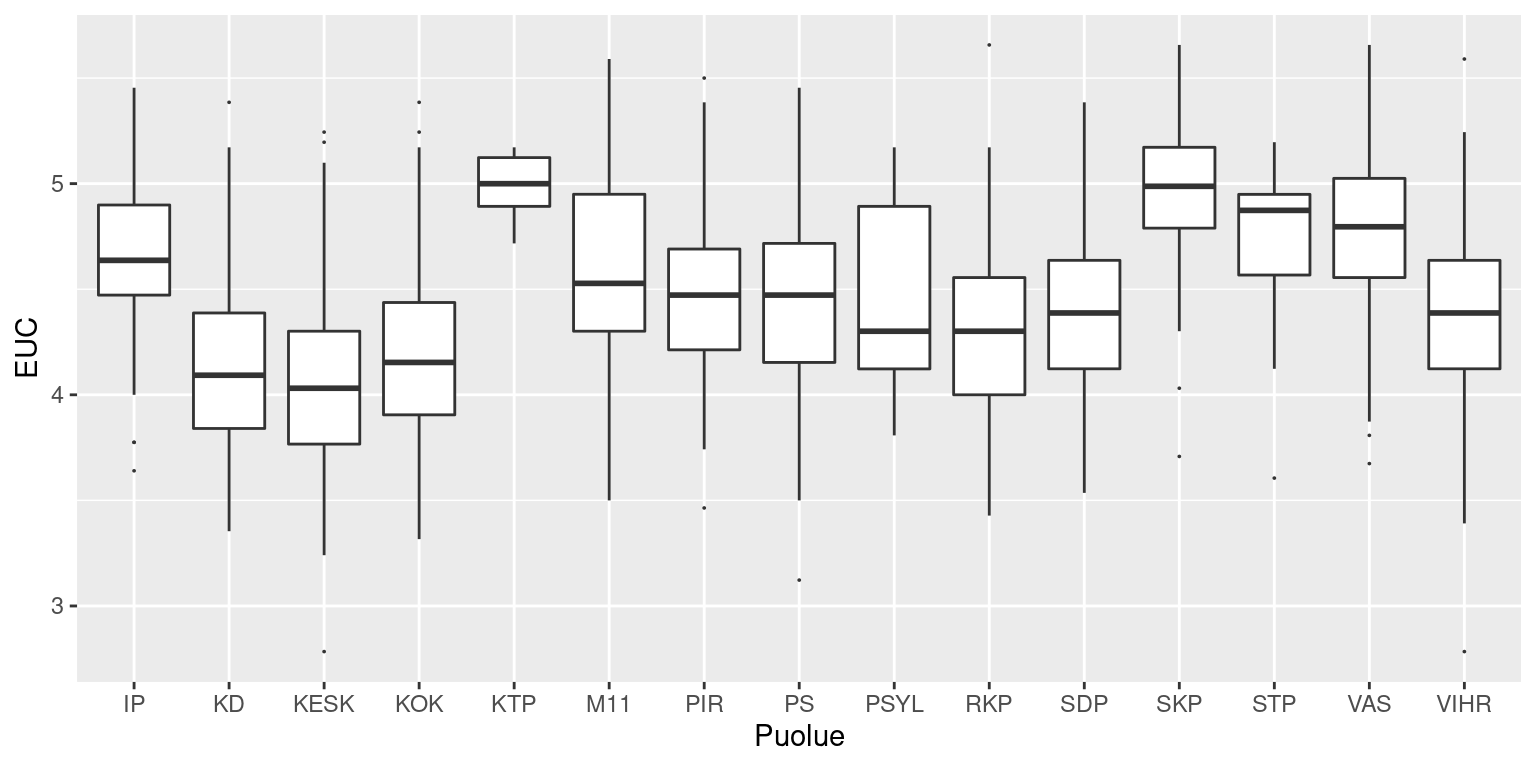 EUC
5
4
3
IP KD KESK KOK KTP M11 PIR PS PSYL RKP SDP SKP STP VAS VIHR
Puolue